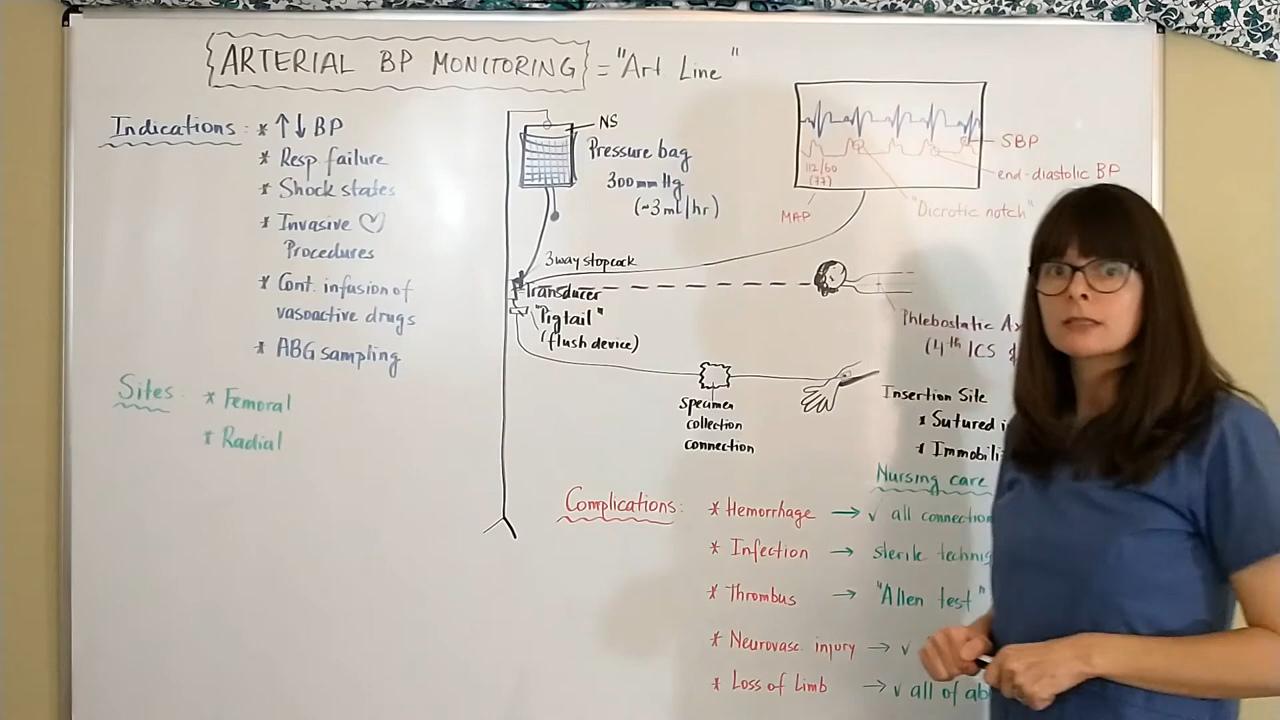 ARTERIAL BP MONITORING = "Art Line"
Indications: * ↑↓ BP
* Resp failure
* Shock states
* Invasive ♡
Procedures
* Cont. infusion of
vasoactive drugs
* ABG sampling
Sites: * Femoral
* Radial
NS
Pressure bag
300 mmHg
(~3ml/hr)
3 way stopcock
Transducer
"Pigtail"
(flush device)
Specimen
collection
connection
112/60
(77)
MAP
SBP
end-diastolic BP
"Dicrotic notch"
Phlebostatic Ax
(4th ICS
Insertion Site
* Sutured i
* Immobili
Nursing care
Complications: * Hemorrhage → ✓ all connection
* Infection → sterile techniq
* Thrombus → "Allen test"
* Neurovasc. injury → ✓
* Loss of Limb → ✓ all of ab